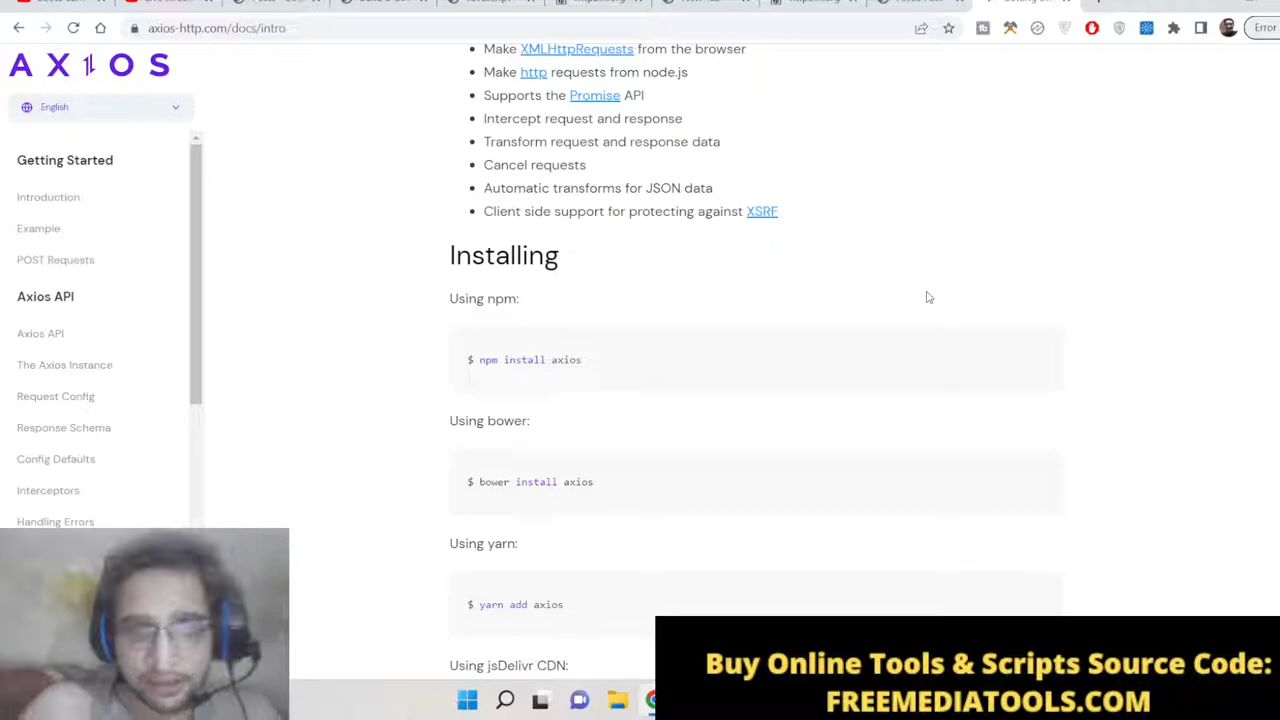 axios-http.com/docs/intro
Error
AXIOS
English
Getting Started
Introduction
Example
POST Requests
Axios API
Axios API
The Axios Instance
Request Config
Response Schema
Config Defaults
Interceptors
Handling Errors
Make XMLHttpRequests from the browser
Make http requests from node.js
Supports the Promise API
Intercept request and response
Transform request and response data
Cancel requests
Automatic transforms for JSON data
Client side support for protecting against XSRF
Installing
Using npm:
$ npm install axios
Using bower:
$ bower install axios
Using yarn:
$ yarn add axios
Using jsDelivr CDN:
Buy Online Tools & Scripts Source Code:
FREEMEDIATOOLS.COM